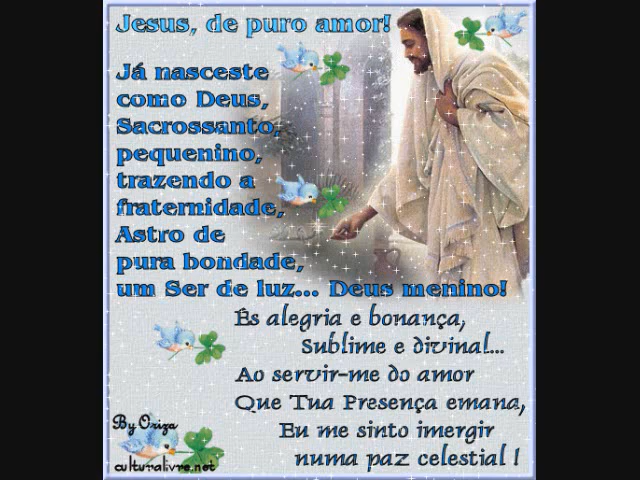 Jesus, de puro amor!
Já nasceste
como Deus,
Sacrossanto,
pequenino,
trazendo a
fraternidade,
Astro de
pura bondade,
um Ser de luz... Deus menino!
És alegria e bonança,
Sublime e divinal...
Ao servir-me do amor
Que Tua Presença emana,
Eu me sinto imergir
numa paz celestial !
By Oriza
culturalivre.net